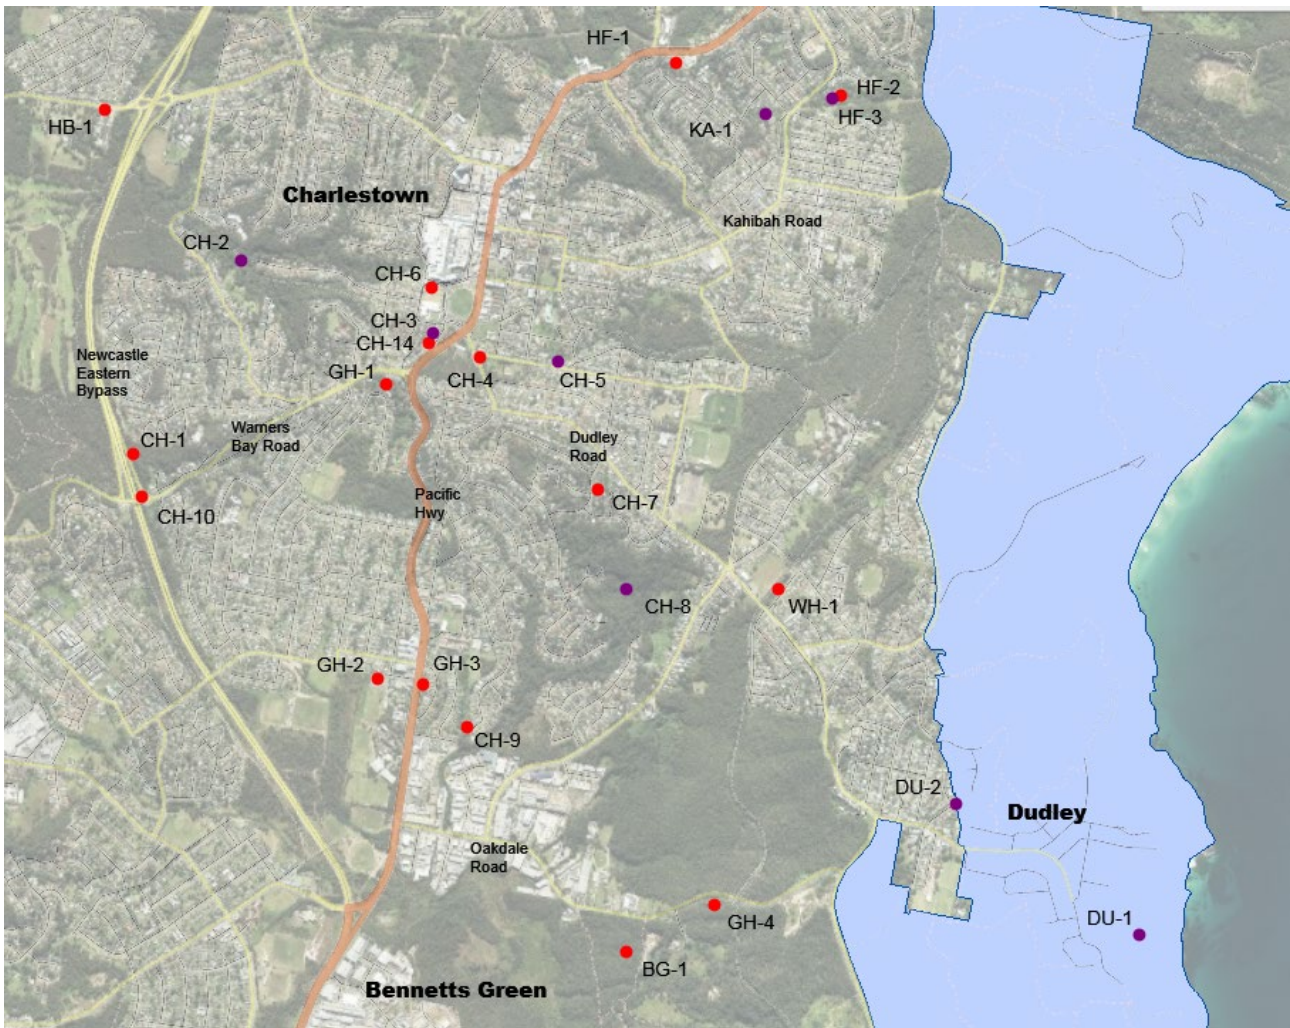 HF-1
HF-2
HB-1
KA-1
HF-3
Charlestown
Kahibah Road
CH-2
CH-6
CH-3
CH-14
Newcastle
Eastern
Bypass
GH-1
CH-4
CH-5
Warners
Bay Road
CH-1
Dudley
Road
Pacific
Hwy
CH-7
CH-10
CH-8
WH-1
GH-2
GH-3
CH-9
DU-2
Dudley
Oakdale
Road
GH-4
DU-1
BG-1
Bennetts Green